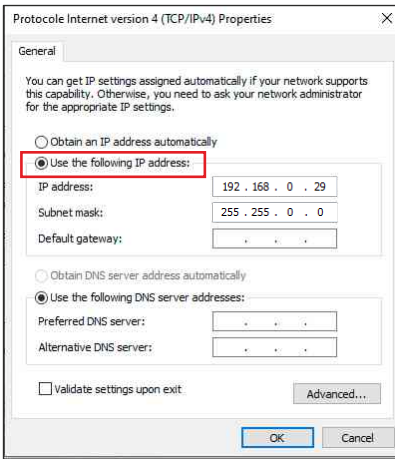 Protocole Internet version 4 (TCP/IPv4) Properties
General
You can get IP settings assigned automatically if your network supports
this capability. Otherwise, you need to ask your network administrator
for the appropriate IP settings.
Obtain an IP address automatically
Use the following IP address:
IP address: 192 . 168 . 0 . 29
Subnet mask: 255 . 255 . 0 . 0
Default gateway: . . .
Obtain DNS server address automatically
Use the following DNS server addresses:
Preferred DNS server: . . .
Alternative DNS server: . . .
Validate settings upon exit
Advanced...
OK Cancel